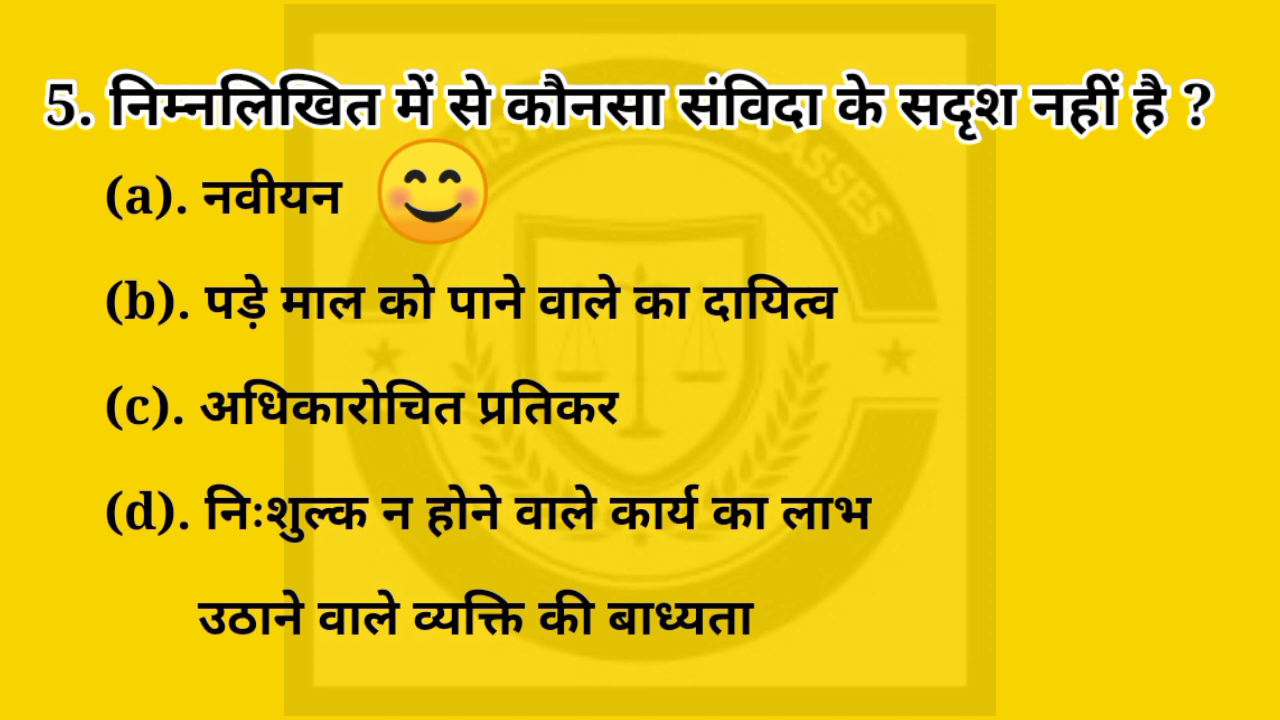 5. निम्नलिखित में से कौनसा संविदा के सदृश नहीं है ?
(a). नवीयन
(b). पड़े माल को पाने वाले का दायित्व
(c). अधिकारोचित प्रतिकर
(d). निःशुल्क न होने वाले कार्य का लाभ
उठाने वाले व्यक्ति की बाध्यता